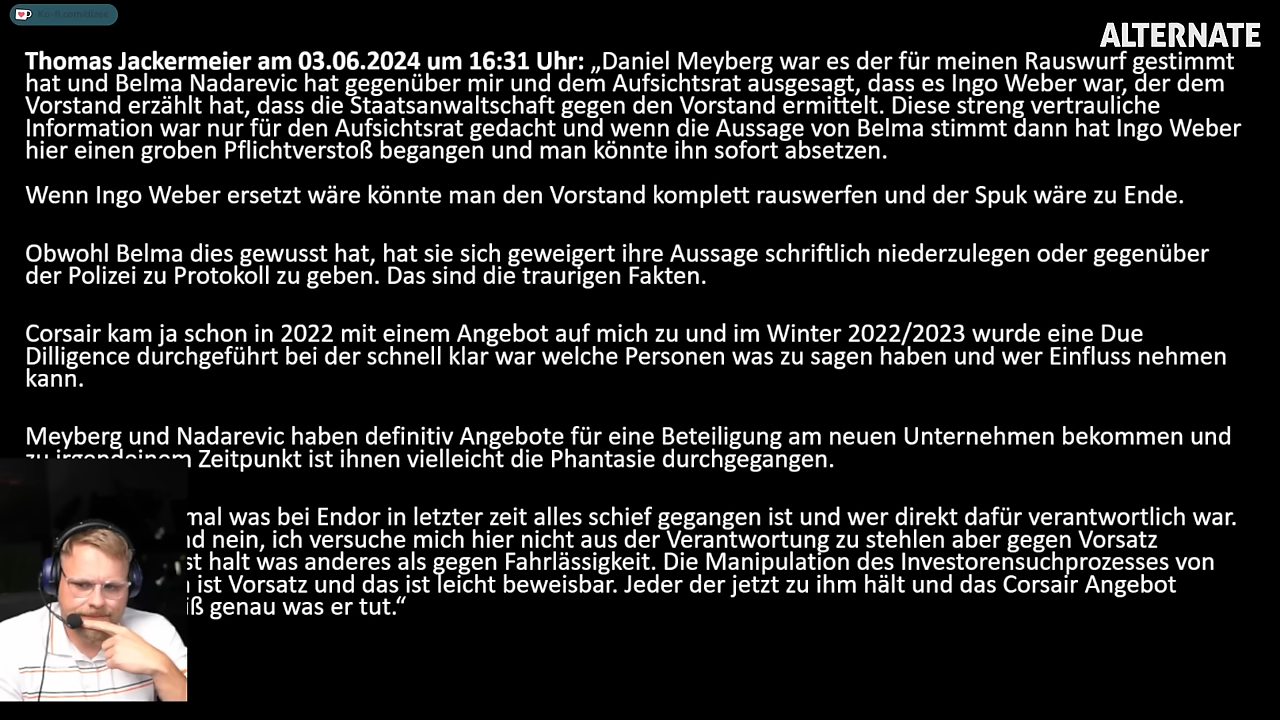 Ko-fi.com/dizee
ALTERNATE
Thomas Jackermeier am 03.06.2024 um 16:31 Uhr: „Daniel Meyberg war es der für meinen Rauswurf gestimmt
hat und Belma Nadarevic hat gegenüber mir und dem Aufsichtsrat ausgesagt, dass es Ingo Weber war, der dem
Vorstand erzählt hat, dass die Staatsanwaltschaft gegen den Vorstand ermittelt. Diese streng vertrauliche
Information war nur für den Aufsichtsrat gedacht und wenn die Aussage von Belma stimmt dann hat Ingo Weber
hier einen groben Pflichtverstoß begangen und man könnte ihn sofort absetzen.
Wenn Ingo Weber ersetzt wäre könnte man den Vorstand komplett rauswerfen und der Spuk wäre zu Ende.
Obwohl Belma dies gewusst hat, hat sie sich geweigert ihre Aussage schriftlich niederzulegen oder gegenüber
der Polizei zu Protokoll zu geben. Das sind die traurigen Fakten.
Corsair kam ja schon in 2022 mit einem Angebot auf mich zu und im Winter 2022/2023 wurde eine Due
Dilligence durchgeführt bei der schnell klar war welche Personen was zu sagen haben und wer Einfluss nehmen
kann.
Meyberg und Nadarevic haben definitiv Angebote für eine Beteiligung am neuen Unternehmen bekommen und
zu irgendeinem Zeitpunkt ist ihnen vielleicht die Phantasie durchgegangen.
mal was bei Endor in letzter zeit alles schief gegangen ist und wer direkt dafür verantwortlich war.
nd nein, ich versuche mich hier nicht aus der Verantwortung zu stehlen aber gegen Vorsatz
st halt was anderes als gegen Fahrlässigkeit. Die Manipulation des Investorensuchprozesses von
ist Vorsatz und das ist leicht beweisbar. Jeder der jetzt zu ihm hält und das Corsair Angebot
iß genau was er tut.“